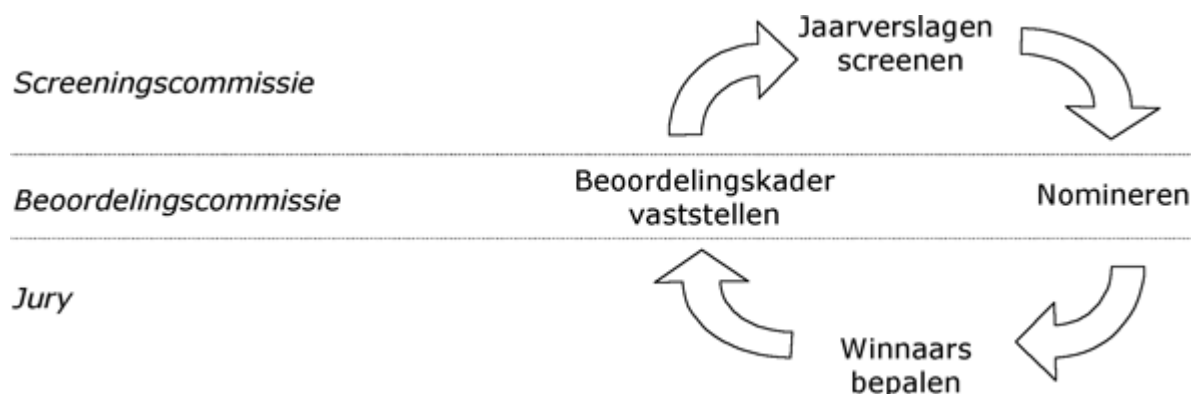 Jaarverslagen
screenen
Screeningscommissie
Beoordelingskader
vaststellen
Beoordelingscommissie
Nomineren
Jury
Winnaars
bepalen